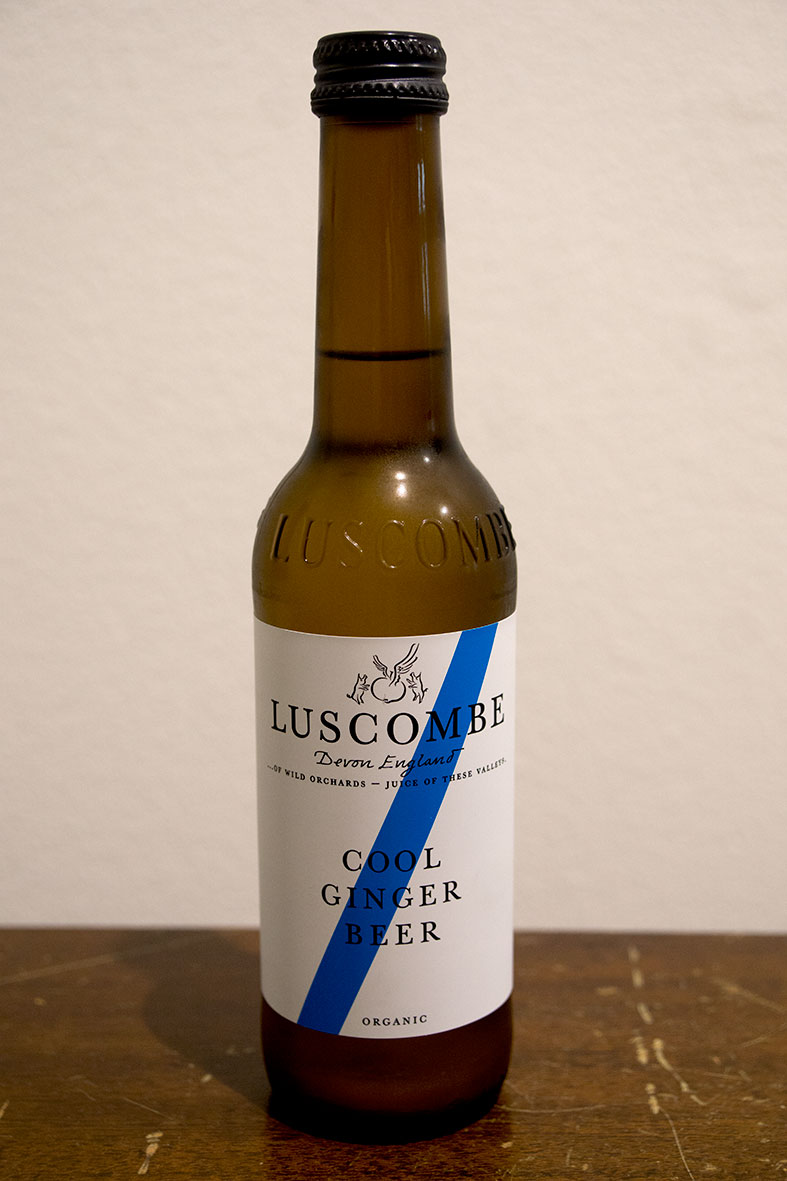 LUSCOMBE
LUSCOMBE
Devon England
...OF WILD ORCHARDS — JUICE OF THESE VALLEYS.
COOL
GINGER
BEER
ORGANIC